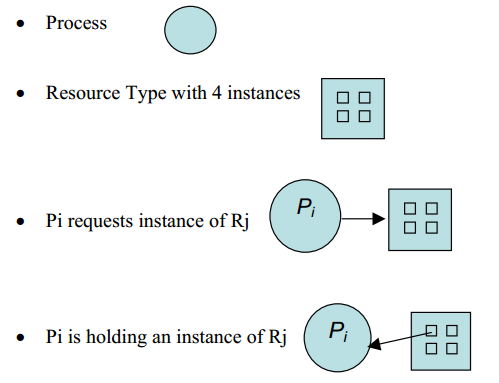 • Process
• Resource Type with 4 instances
• Pi requests instance of Rj
Pi
• Pi is holding an instance of Rj
Pi